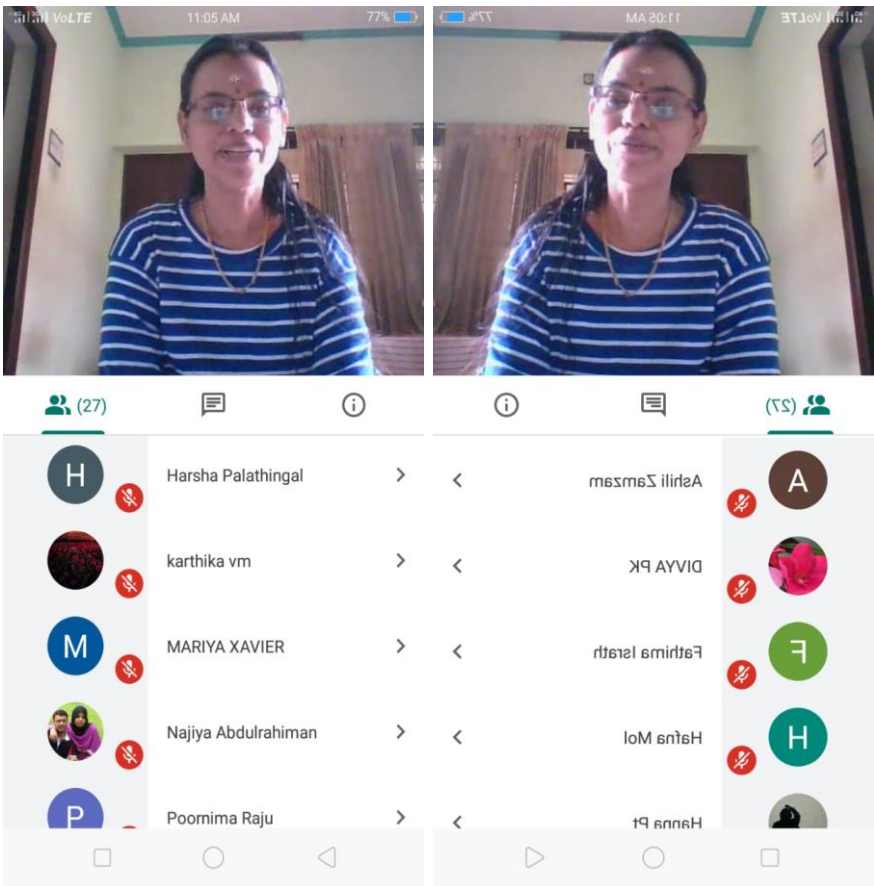 VoLTE 11:05 AM 77%
(27)
H Harsha Palathingal
karthika vm
M MARIYA XAVIER
Najiya Abdulrahiman
P Poornima Raju
VoLTE 11:05 AM 77%
(27)
A Ashili Zamzam
DIVYA PK
F Fathima Israth
H Hafna Mol
Hanna Pt